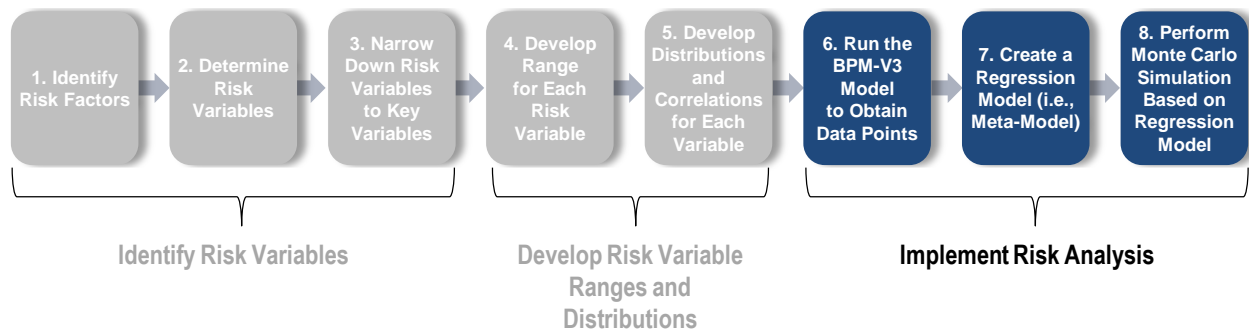 1. Identify
Risk Factors
2. Determine
Risk
Variables
3. Narrow
Down Risk
Variables
to Key
Variables
4. Develop
Range
for Each
Risk
Variable
5. Develop
Distributions
and
Correlations
for Each
Variable
6. Run the
BPM-V3
Model
to Obtain
Data Points
7. Create a
Regression
Model (i.e.,
Meta-Model)
8. Perform
Monte Carlo
Simulation
Based on
Regression
Model
Identify Risk Variables
Develop Risk Variable
Ranges and
Distributions
Implement Risk Analysis